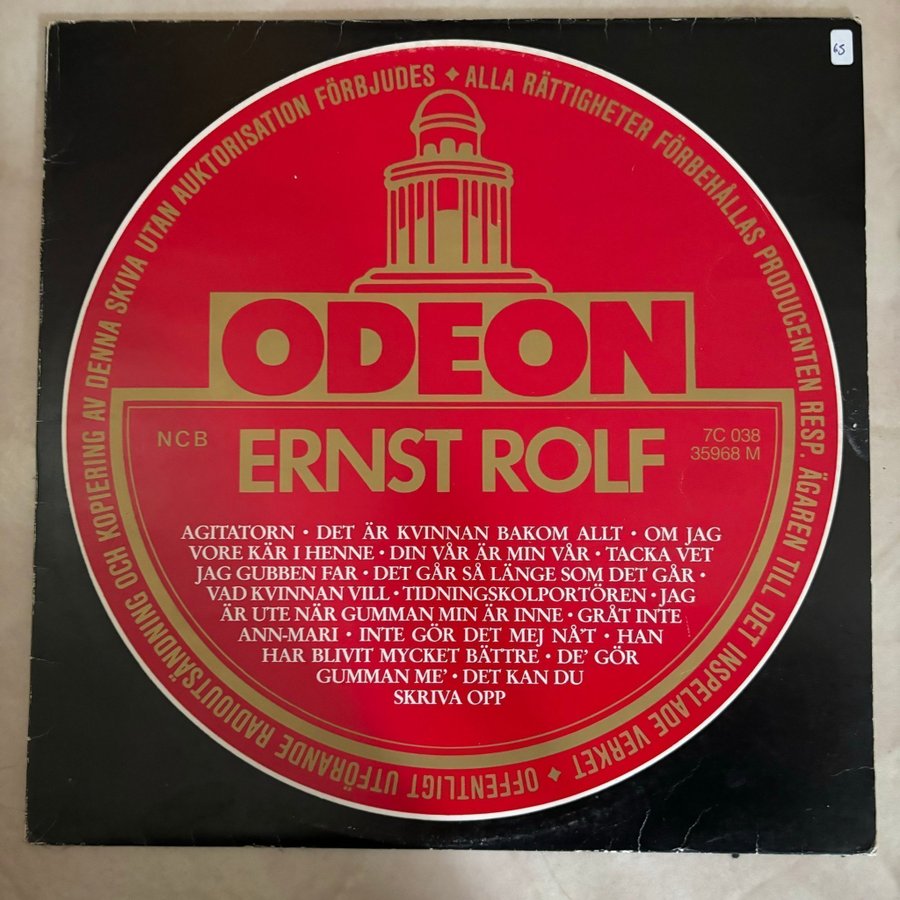 65
ALLA RÄTTIGHETER FÖRBEHÅLLAS PRODUCENTEN RESP. ÄGAREN TILL DET INSPELADE VERKET ✦ OFFENTLIGT UTFÖRANDE RADIOUTSÄNDNING OCH KOPIERING AV DENNA SKIVA UTAN AUKTORISATION FÖRBJUDES ✦
ODEON
NCB
ERNST ROLF
7C 038
35968 M
AGITATORN • DET ÄR KVINNAN BAKOM ALLT • OM JAG
VORE KÄR I HENNE • DIN VÅR ÄR MIN VÅR • TACKA VET
JAG GUBBEN FAR • DET GÅR SÅ LÄNGE SOM DET GÅR •
VAD KVINNAN VILL • TIDNINGSKOLPORTÖREN • JAG
ÄR UTE NÄR GUMMAN MIN ÄR INNE • GRÅT INTE
ANN-MARI • INTE GÖR DET MEJ NÅ'T • HAN
HAR BLIVIT MYCKET BÄTTRE • DE' GÖR
GUMMAN ME' • DET KAN DU
SKRIVA OPP